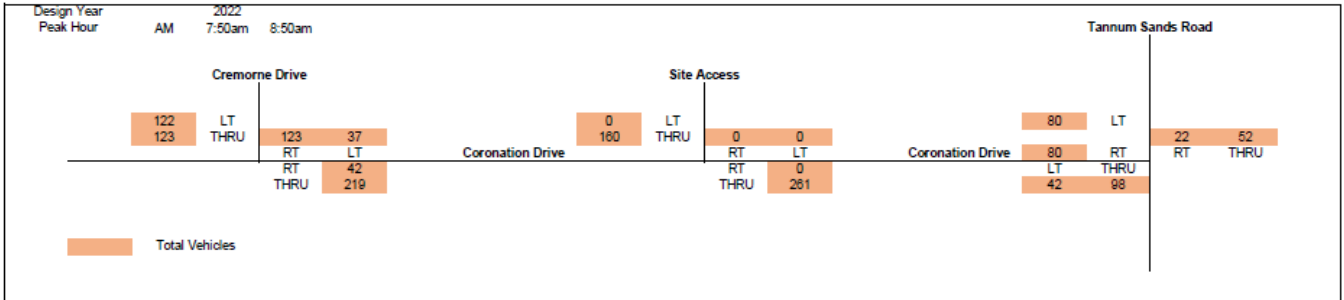 Design Year 2022
Peak Hour AM 7:50am 8:50am
Tannum Sands Road
Cremorne Drive Site Access
122 LT 0 LT 80 LT
123 THRU 123 37 160 THRU 0 0 22 52
RT LT Coronation Drive RT LT Coronation Drive 80 RT RT THRU
RT 42 RT 0 LT THRU
THRU 219 THRU 261 42 98
Total Vehicles